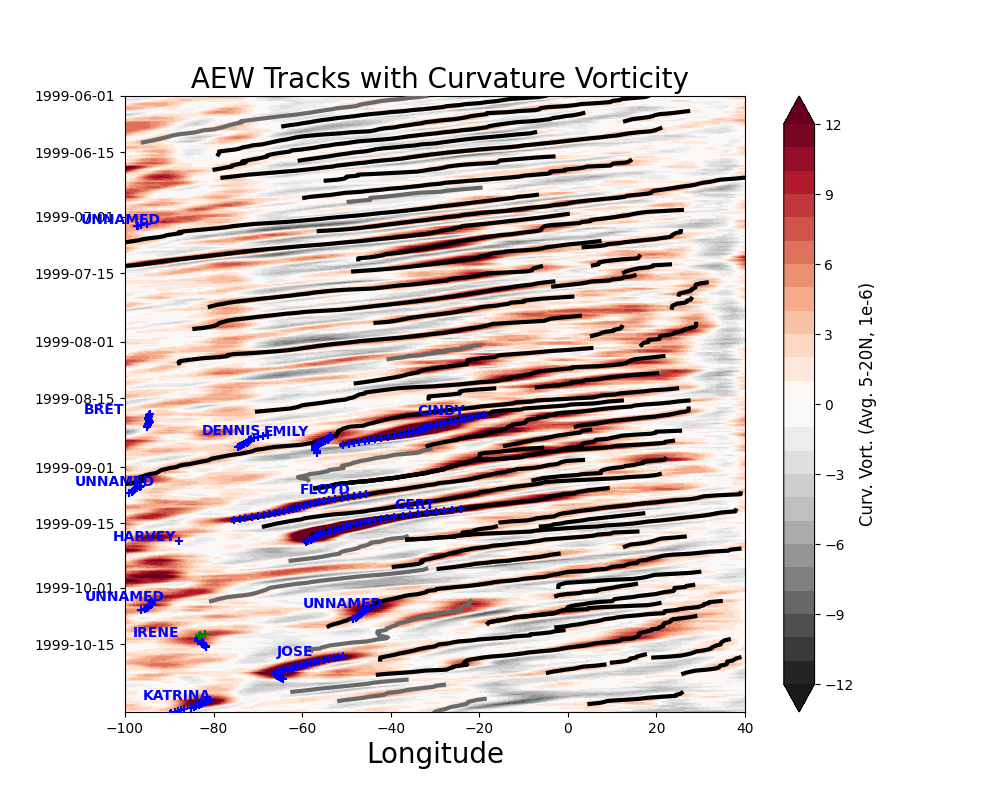 AEW Tracks with Curvature Vorticity
1999-06-01
1999-06-15
1999-07-01
UNNAMED
1999-07-15
1999-08-01
1999-08-15
BRET
CINDY
DENNIS
EMILY
1999-09-01
UNNAMED
FLOYD
GERT
1999-09-15
HARVEY
1999-10-01
UNNAMED
UNNAMED
IRENE
1999-10-15
JOSE
KATRINA
−100
−80
−60
−40
−20
0
20
40
Longitude
12
9
6
3
0
−3
−6
−9
−12
Curv. Vort. (Avg. 5-20N, 1e-6)